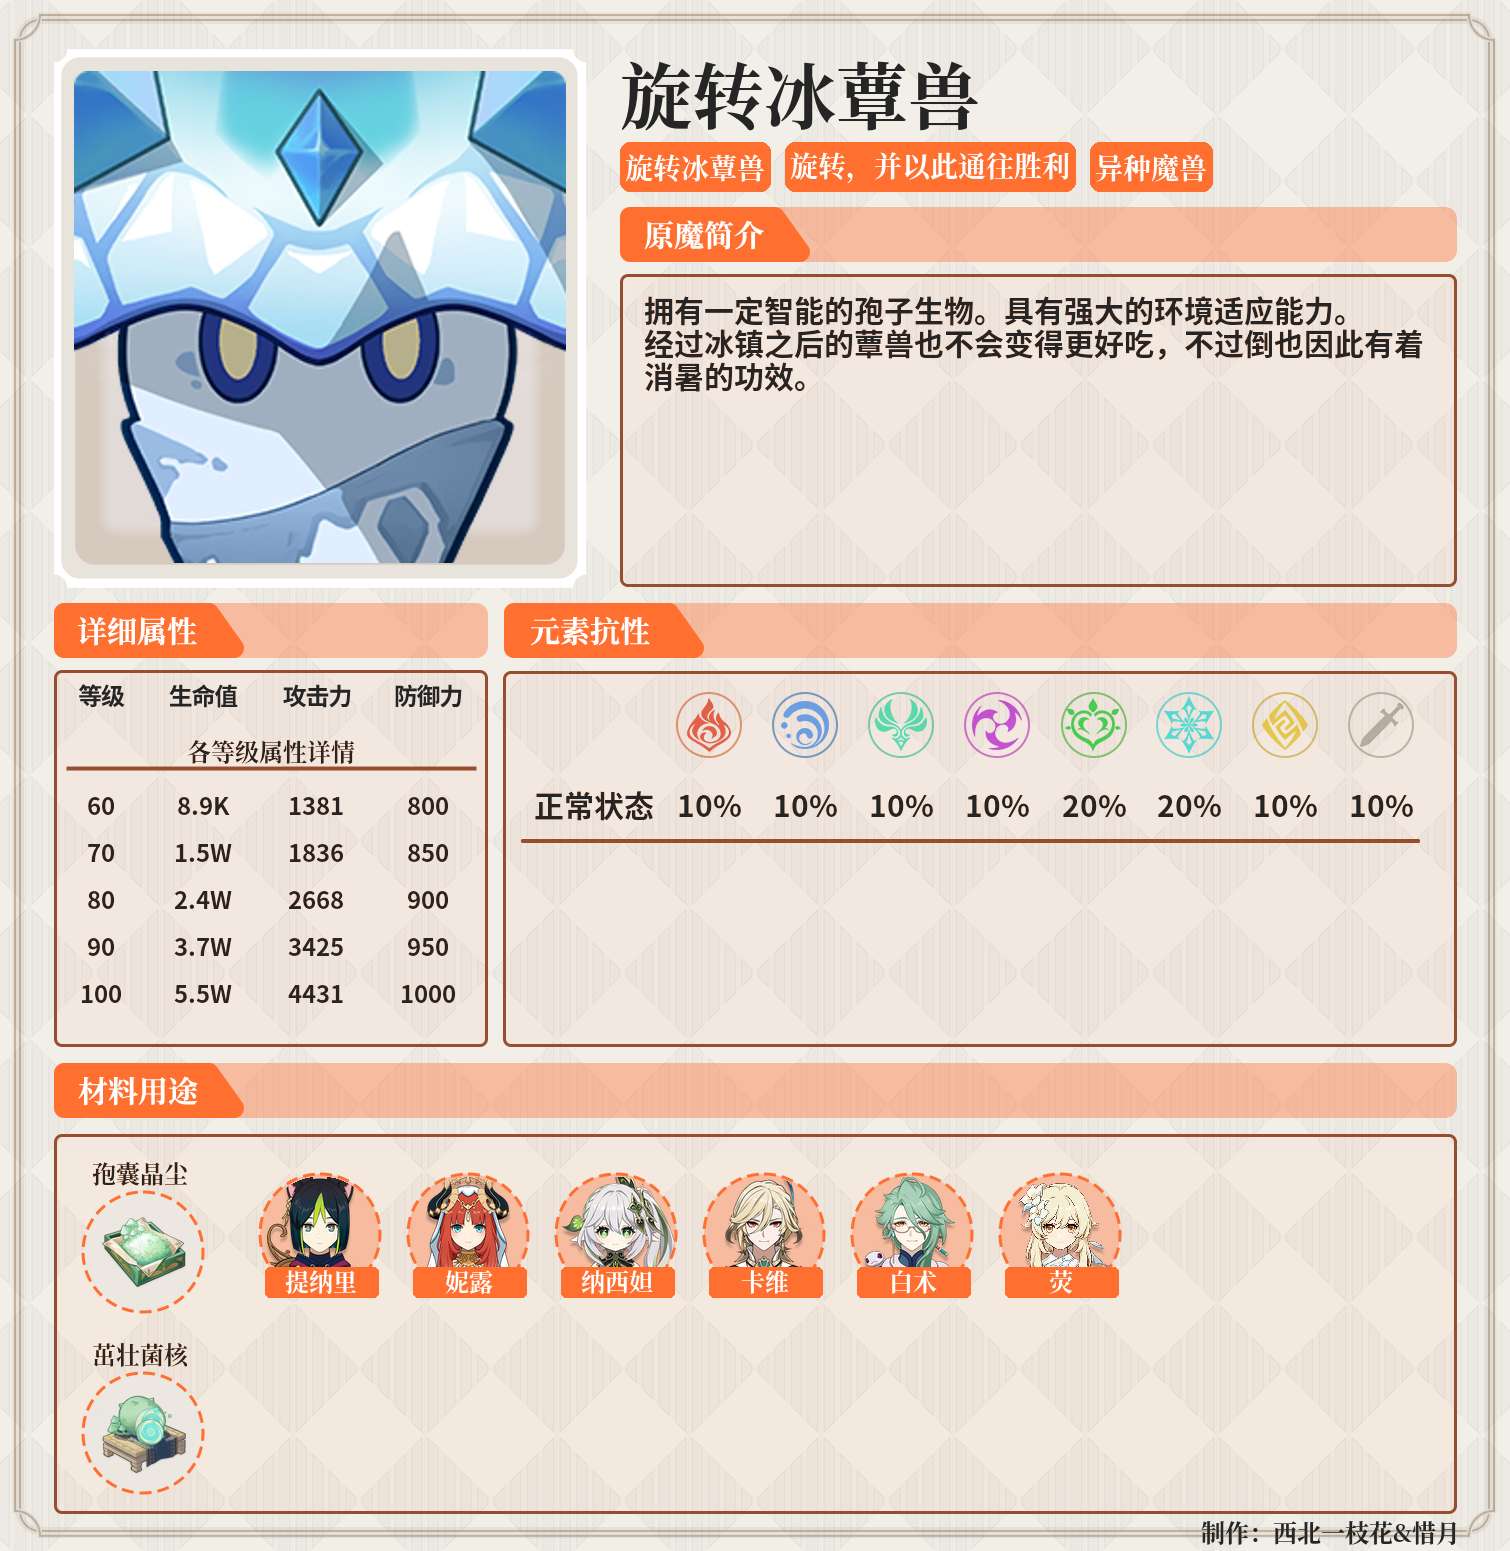 旋转冰蕈兽
旋转冰蕈兽 旋转，并以此通往胜利 异种魔兽
原魔简介
拥有一定智能的孢子生物。具有强大的环境适应能力。
经过冰镇之后的蕈兽也不会变得更好吃，不过倒也因此有着
消暑的功效。
详细属性
等级 生命值 攻击力 防御力
各等级属性详情
60 8.9K 1381 800
70 1.5W 1836 850
80 2.4W 2668 900
90 3.7W 3425 950
100 5.5W 4431 1000
元素抗性
正常状态 10% 10% 10% 10% 20% 20% 10% 10%
材料用途
孢囊晶尘
提纳里 妮露 纳西妲 卡维 白术 荧
茁壮菌核
制作：西北一枝花&惜月